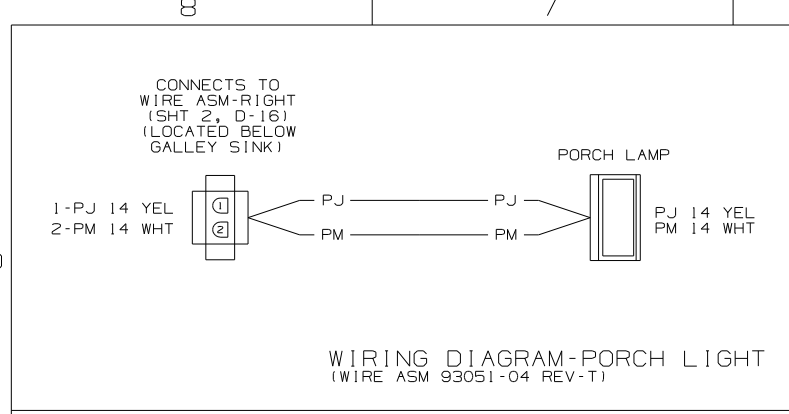 8 7
CONNECTS TO
WIRE ASM-RIGHT
(SHT 2, D-16)
(LOCATED BELOW
GALLEY SINK)
PORCH LAMP
1-PJ 14 YEL
2-PM 14 WHT
1
2
PJ PJ
PM PM
PJ 14 YEL
PM 14 WHT
WIRING DIAGRAM-PORCH LIGHT
(WIRE ASM 93051-04 REV-T)